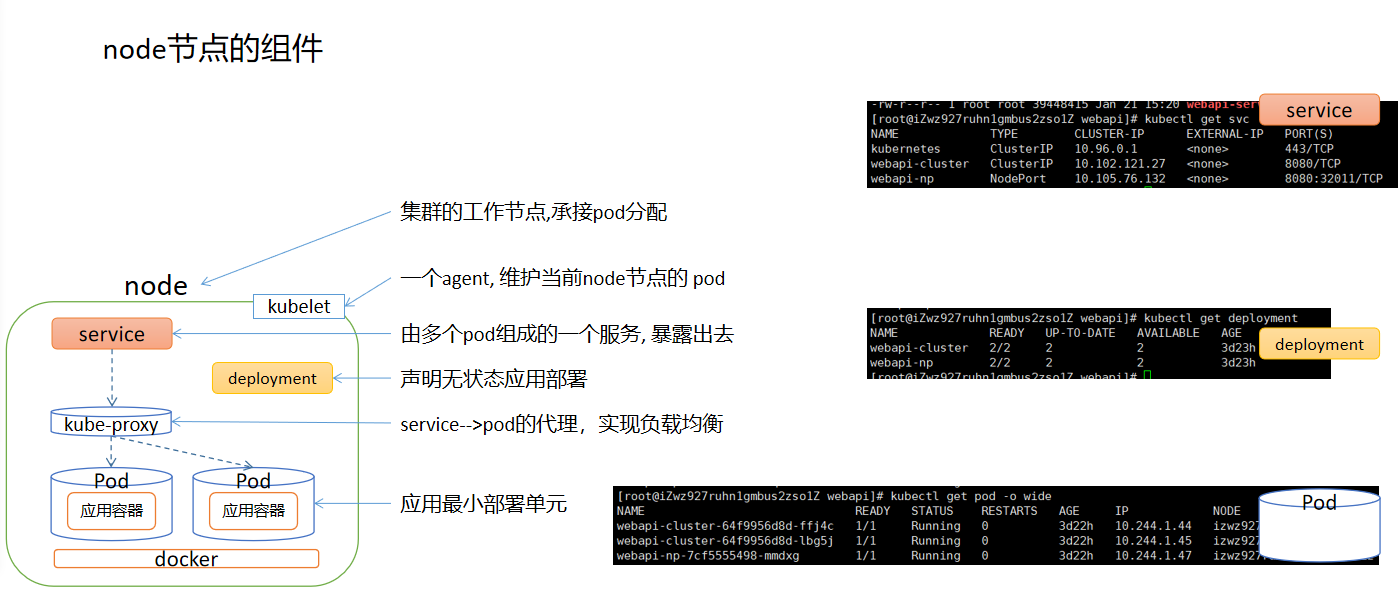 node节点的组件
-rw-r--r-- 1 root root 39448415 Jan 21 15:20 webapi-ser
service
[root@iZwz927ruhn1gmbus2zso1Z webapi]# kubectl get svc
NAME TYPE CLUSTER-IP EXTERNAL-IP PORT(S)
kubernetes ClusterIP 10.96.0.1 <none> 443/TCP
webapi-cluster ClusterIP 10.102.121.27 <none> 8080/TCP
webapi-np NodePort 10.105.76.132 <none> 8080:32011/TCP
集群的工作节点,承接pod分配
node
一个agent, 维护当前node节点的 pod
kubelet
service
由多个pod组成的一个服务, 暴露出去
deployment
声明无状态应用部署
[root@iZwz927ruhn1gmbus2zso1Z webapi]# kubectl get deployment
NAME READY UP-TO-DATE AVAILABLE AGE
webapi-cluster 2/2 2 2 3d23h
webapi-np 2/2 2 2 3d23h
[root@iZwz927ruhn1gmbus2zso1Z webapi]#
deployment
kube-proxy
service-->pod的代理，实现负载均衡
Pod
应用容器
Pod
应用容器
应用最小部署单元
docker
[root@iZwz927ruhn1gmbus2zso1Z webapi]# kubectl get pod -o wide
NAME READY STATUS RESTARTS AGE IP NODE
webapi-cluster-64f9956d8d-ffj4c 1/1 Running 0 3d22h 10.244.1.44 izwz927
webapi-cluster-64f9956d8d-lbg5j 1/1 Running 0 3d22h 10.244.1.45 izwz927
webapi-np-7cf5555498-mmdxg 1/1 Running 0 3d22h 10.244.1.47 izwz927
Pod